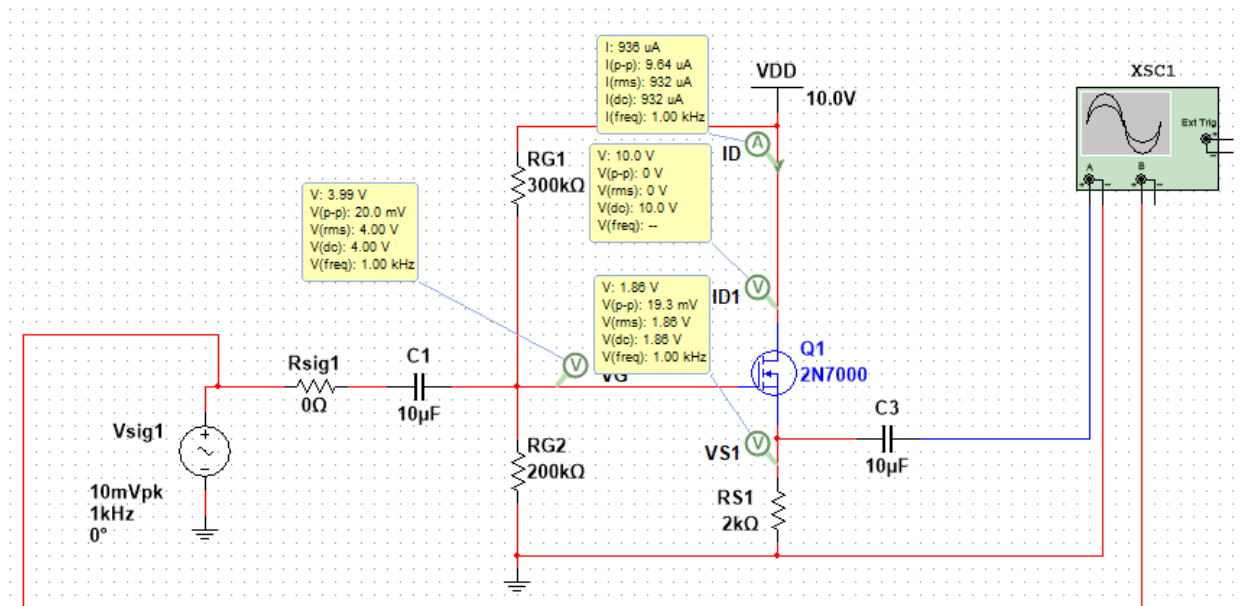 I: 936 uA
I(p-p): 9.64 uA
I(rms): 932 uA
I(dc): 932 uA
I(freq): 1.00 kHz
VDD
10.0V
XSC1
Ext Trig
+
−
A
B
+
−
+
−
A
ID
RG1
300kΩ
V: 10.0 V
V(p-p): 0 V
V(rms): 0 V
V(dc): 10.0 V
V(freq): --
V: 3.99 V
V(p-p): 20.0 mV
V(rms): 4.00 V
V(dc): 4.00 V
V(freq): 1.00 kHz
V
ID1
V: 1.86 V
V(p-p): 19.3 mV
V(rms): 1.86 V
V(dc): 1.86 V
V(freq): 1.00 kHz
Q1
2N7000
V
VG
Rsig1
0Ω
C1
10µF
C3
10µF
Vsig1
+
−
10mVpk
1kHz
0°
RG2
200kΩ
VS1
V
RS1
2kΩ